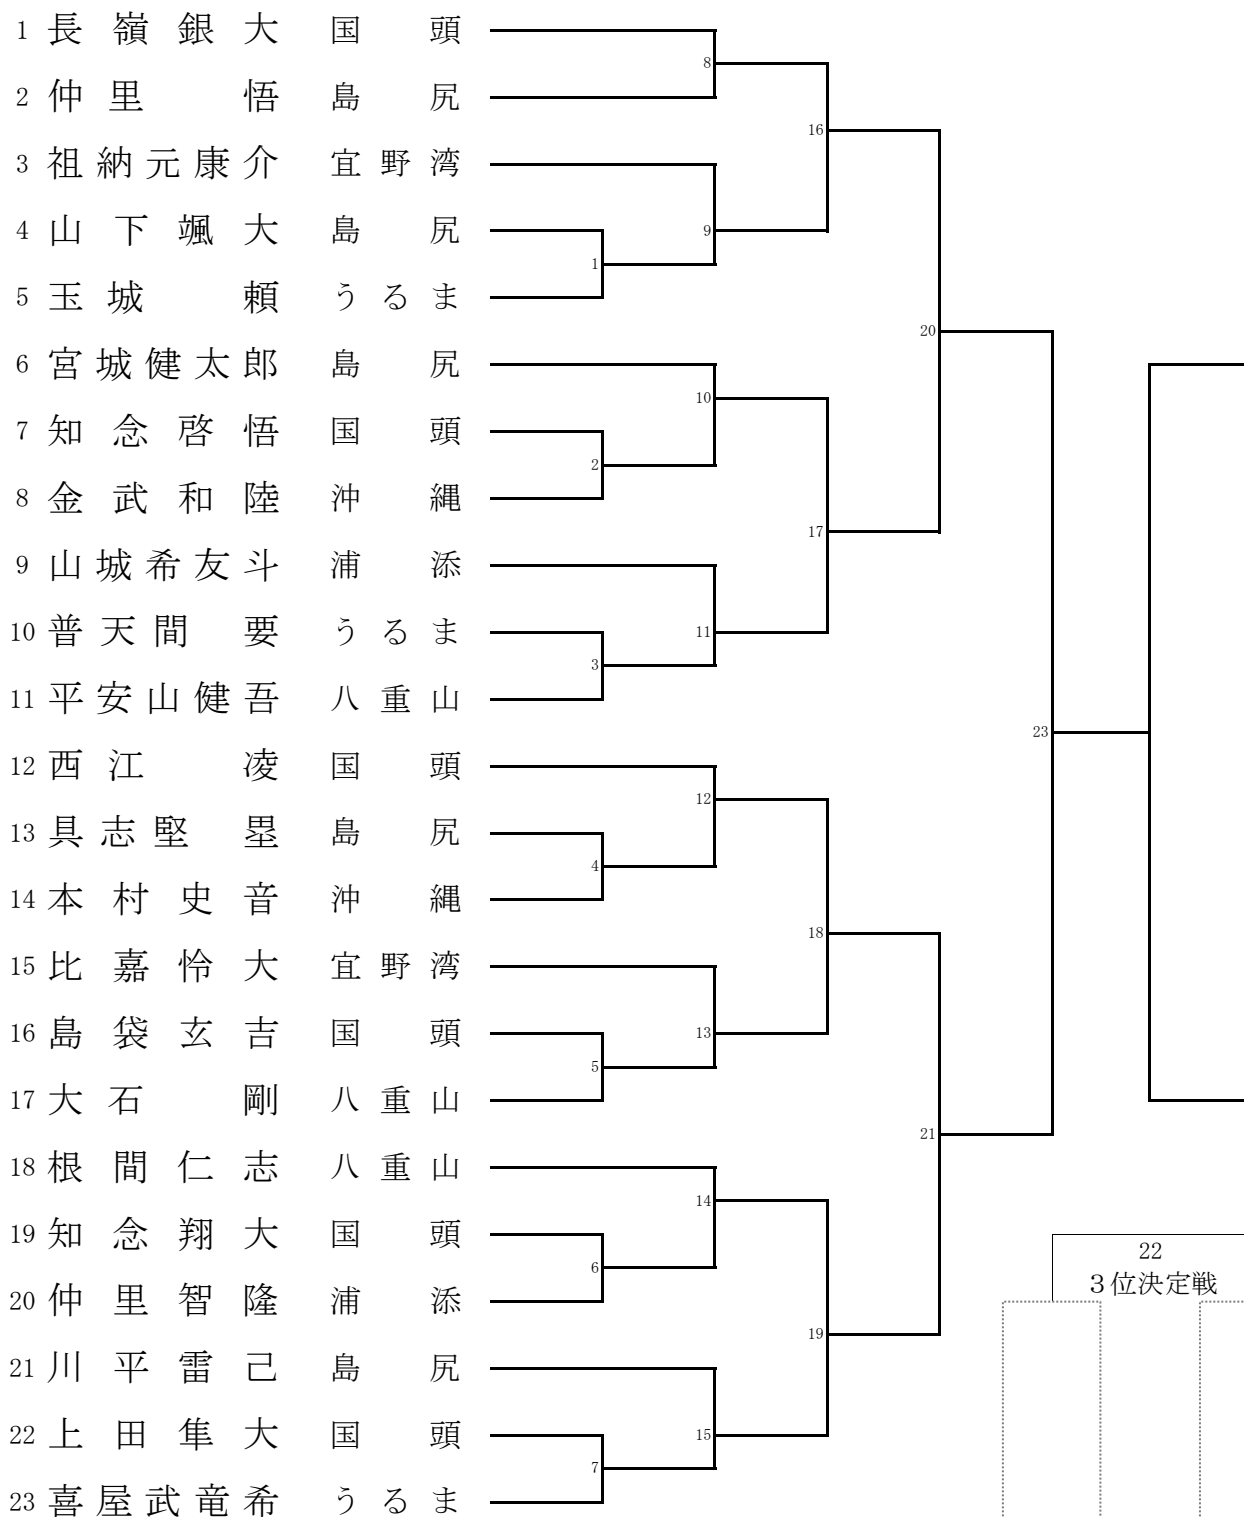 1 長嶺銀大 国頭
2 仲里悟 島尻
3 祖納元康介 宜野湾
4 山下颯大 島尻
5 玉城頼 うるま
6 宮城健太郎 島尻
7 知念啓悟 国頭
8 金武和陸 沖縄
9 山城希友斗 浦添
10 普天間要 うるま
11 平安山健吾 八重山
12 西江凌 国頭
13 具志堅塁 島尻
14 本村史音 沖縄
15 比嘉怜大 宜野湾
16 島袋玄吉 国頭
17 大石剛 八重山
18 根間仁志 八重山
19 知念翔大 国頭
20 仲里智隆 浦添
21 川平雷己 島尻
22 上田隼大 国頭
23 喜屋武竜希 うるま
1
2
3
4
5
6
7
8
9
10
11
12
13
14
15
16
17
18
19
20
21
23
22
３位決定戦